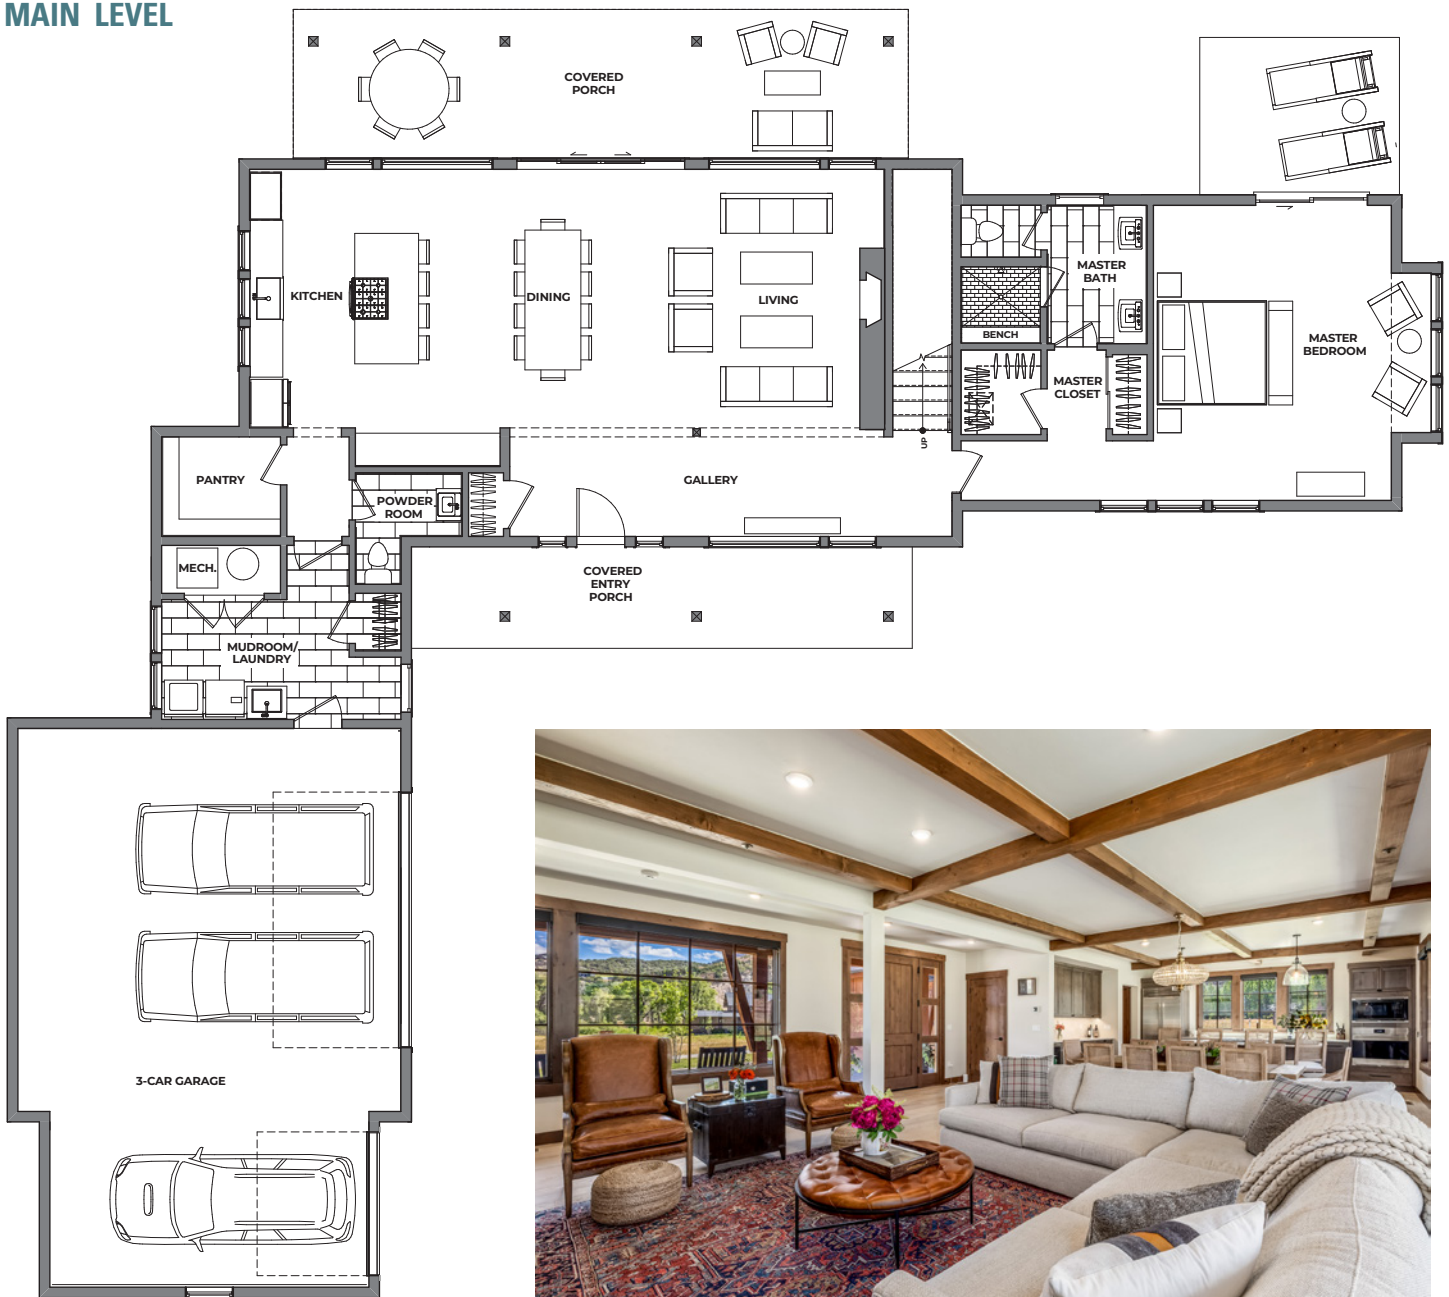 MAIN LEVEL
COVERED
PORCH
KITCHEN
DINING
LIVING
MASTER
BATH
BENCH
MASTER
CLOSET
MASTER
BEDROOM
UP
PANTRY
POWDER
ROOM
GALLERY
MECH.
COVERED
ENTRY
PORCH
MUDROOM/
LAUNDRY
3-CAR GARAGE